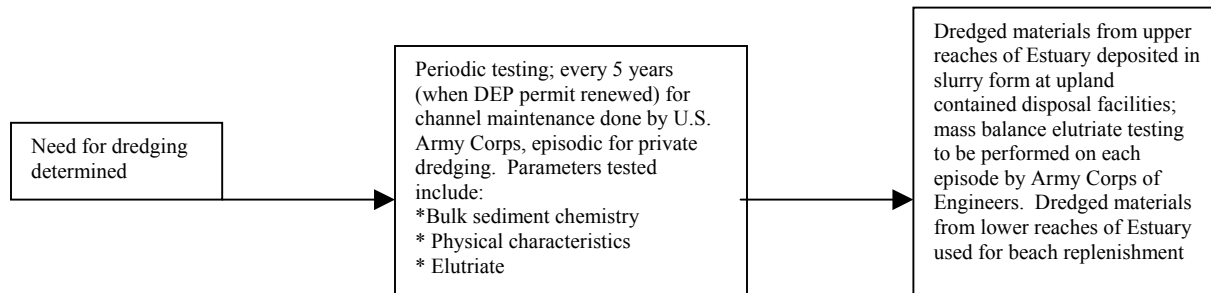 Need for dredging
determined
Periodic testing; every 5 years
(when DEP permit renewed) for
channel maintenance done by U.S.
Army Corps, episodic for private
dredging.  Parameters tested
include:
*Bulk sediment chemistry
* Physical characteristics
* Elutriate
Dredged materials from upper
reaches of Estuary deposited in
slurry form at upland
contained disposal facilities;
mass balance elutriate testing
to be performed on each
episode by Army Corps of
Engineers.  Dredged materials
from lower reaches of Estuary
used for beach replenishment